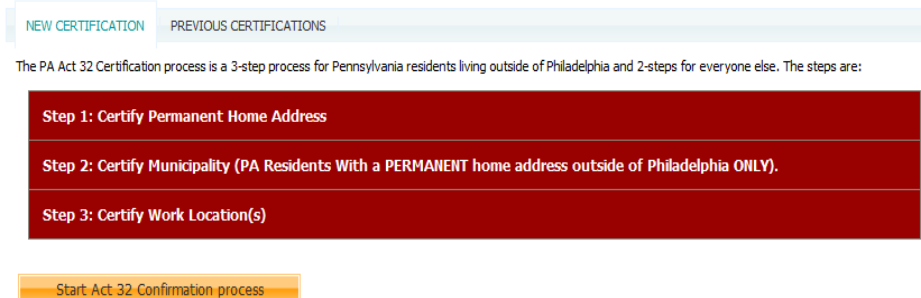 NEW CERTIFICATION PREVIOUS CERTIFICATIONS
The PA Act 32 Certification process is a 3-step process for Pennsylvania residents living outside of Philadelphia and 2-steps for everyone else. The steps are:
Step 1: Certify Permanent Home Address
Step 2: Certify Municipality (PA Residents With a PERMANENT home address outside of Philadelphia ONLY).
Step 3: Certify Work Location(s)
Start Act 32 Confirmation process